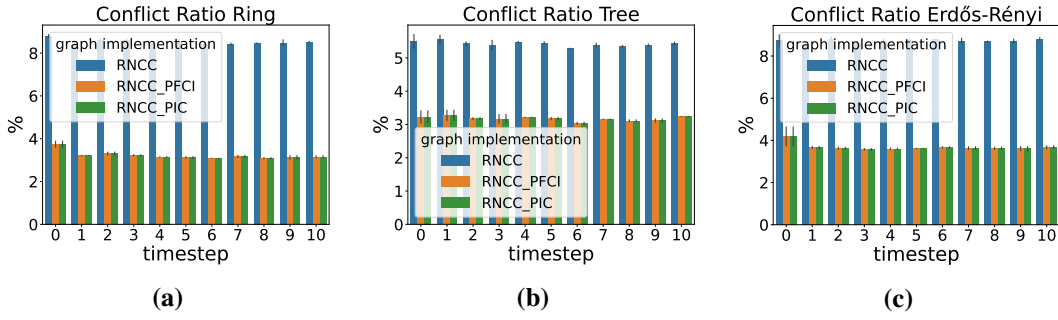 Conflict Ratio Ring
graph implementation
RNCC
RNCC_PFCI
RNCC_PIC
%
8
6
4
2
0
0 1 2 3 4 5 6 7 8 9 10
timestep
(a)
Conflict Ratio Tree
%
5
4
3
2
1
0
graph implementation
RNCC
RNCC_PFCI
RNCC_PIC
0 1 2 3 4 5 6 7 8 9 10
timestep
(b)
Conflict Ratio Erdős-Rényi
graph implementation
RNCC
RNCC_PFCI
RNCC_PIC
%
8
6
4
2
0
0 1 2 3 4 5 6 7 8 9 10
timestep
(c)